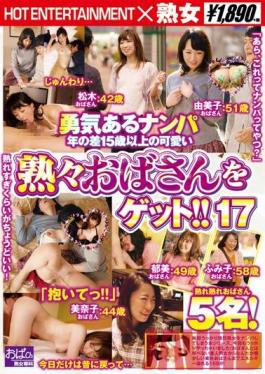 HOT ENTERTAINMENT × 熟女 ¥1,890
「あら、これってナンパってやつ?」
じゅんわり…
松木:42歳
おばさん
由美子:51歳
おばさん
勇気あるナンパ
年の差15歳以上の可愛い
熟々おばさんを
ゲット!! 17
熟れすぎくらいがちょうどいい!
郁美:49歳
おばさん
ふみ子:58歳
おばさん
「抱いてっ!!」
美奈子:44歳
おばさん
熟れ熟れおばさん
5名!
今日だけは昔に戻って…